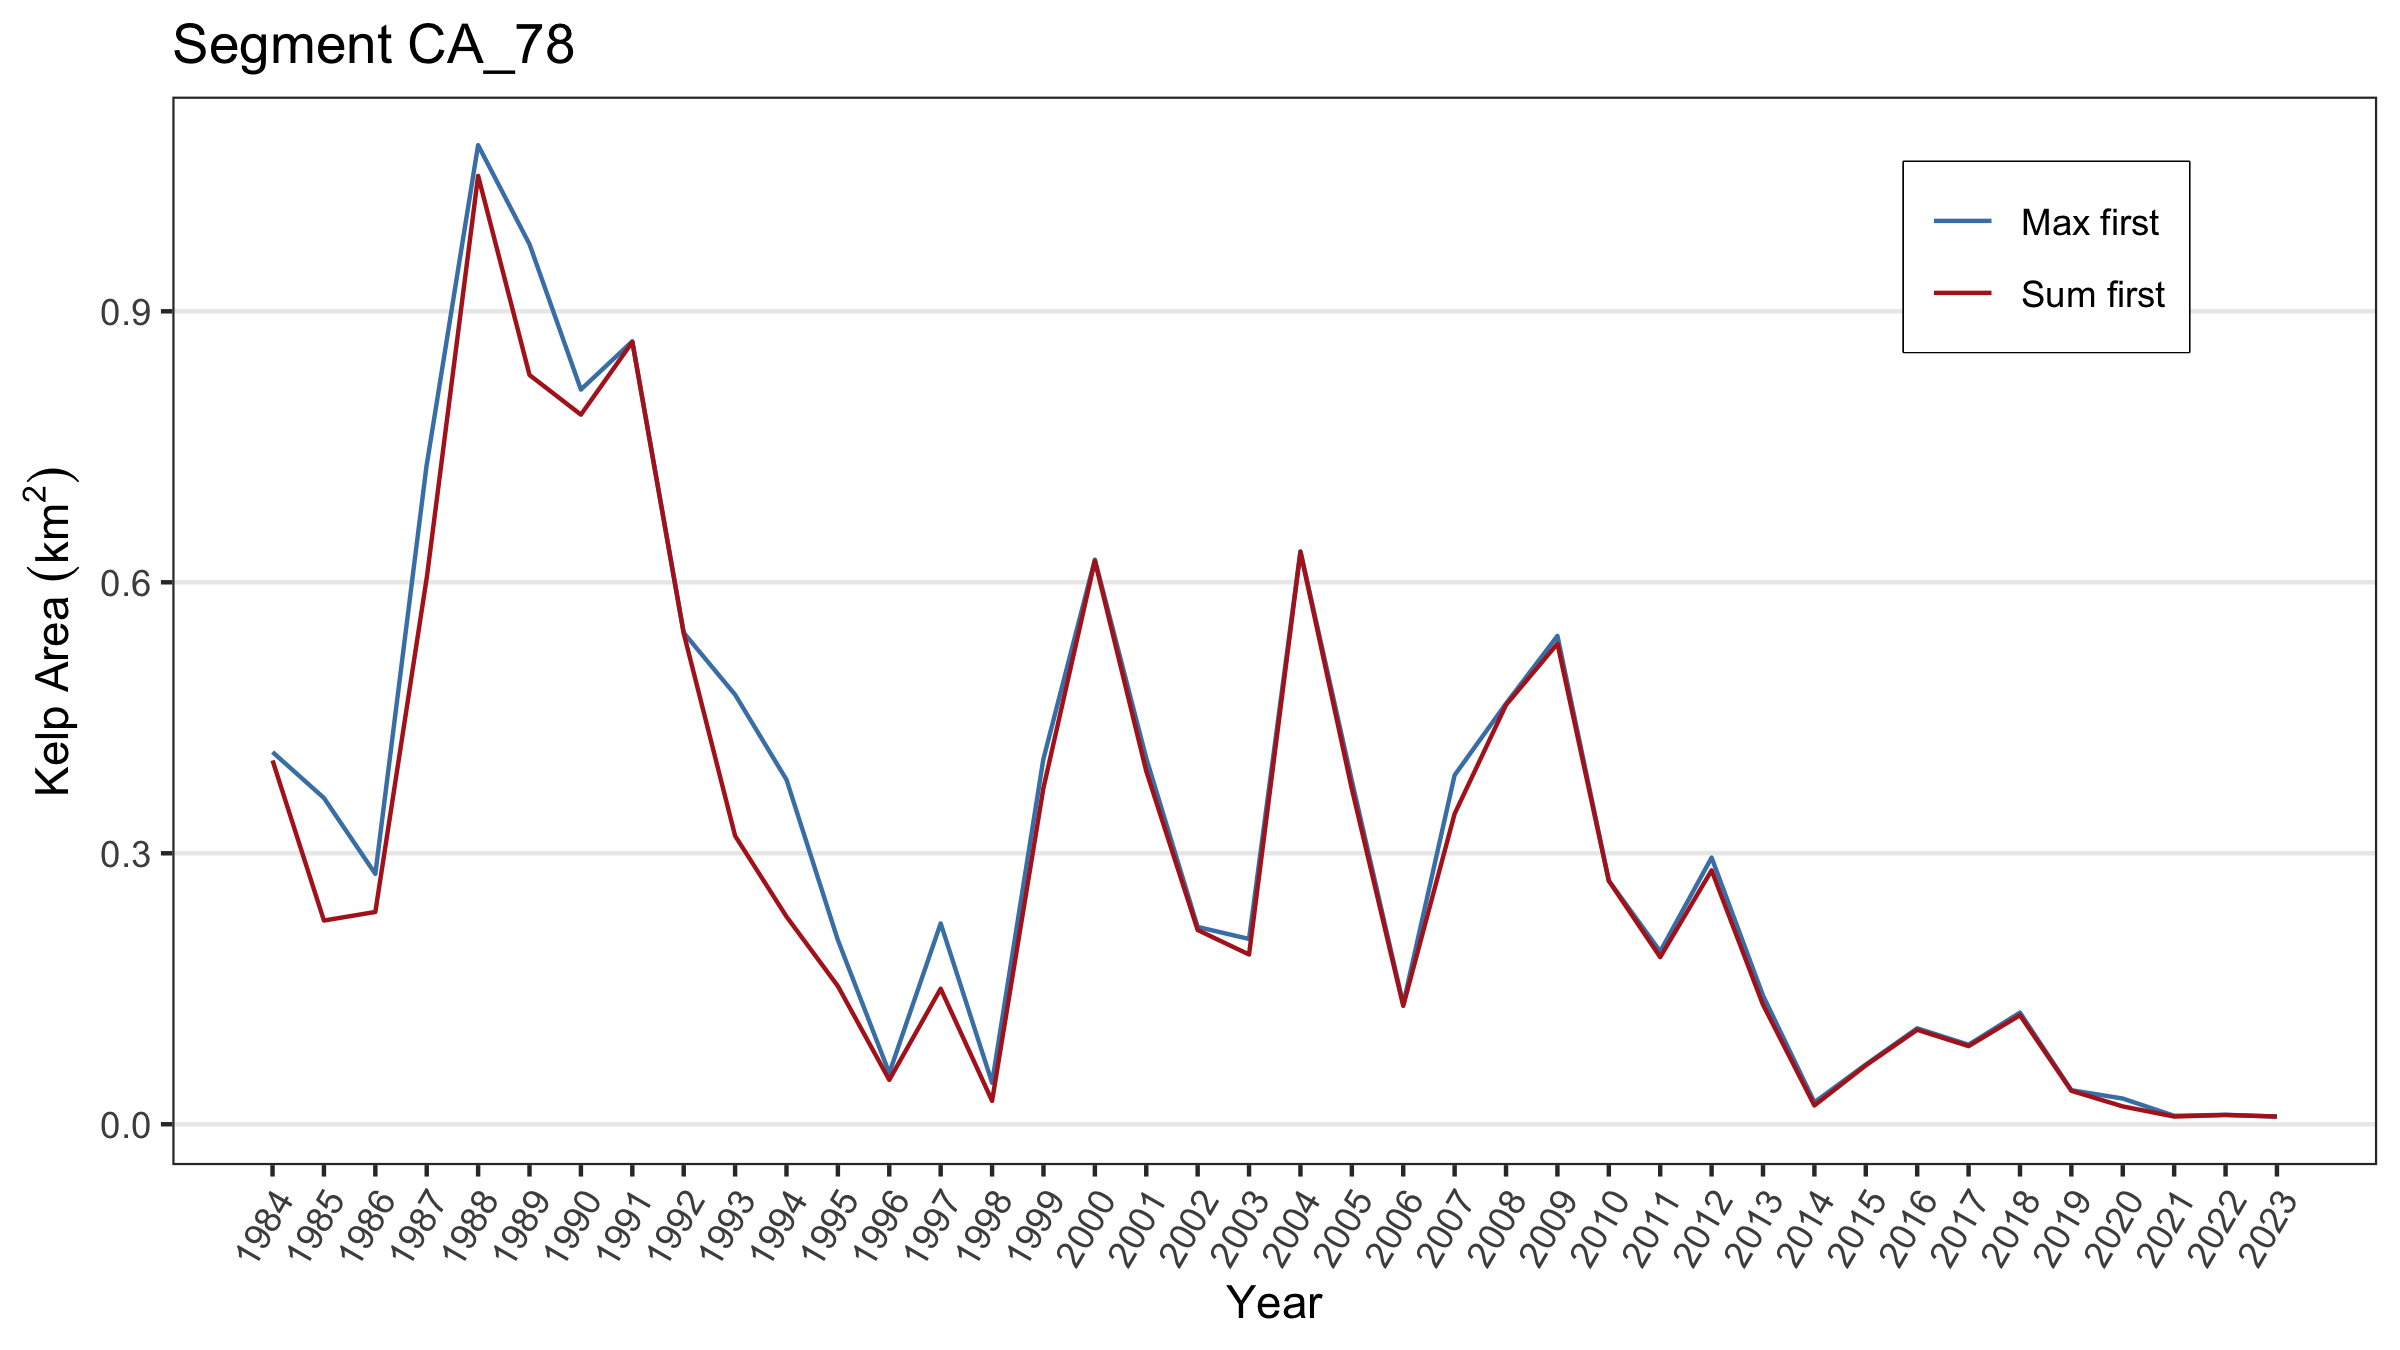 Segment CA_78
Max first
Sum first
Kelp Area (km²)
0.9
0.6
0.3
0.0
1984 1985 1986 1987 1988 1989 1990 1991 1992 1993 1994 1995 1996 1997 1998 1999 2000 2001 2002 2003 2004 2005 2006 2007 2008 2009 2010 2011 2012 2013 2014 2015 2016 2017 2018 2019 2020 2021 2022 2023
Year